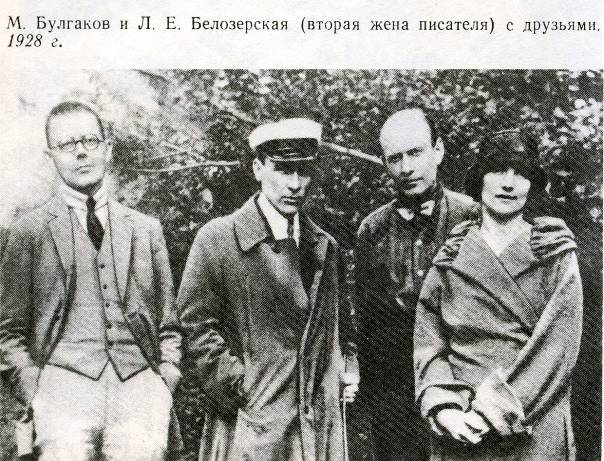 М. Булгаков и Л. Е. Белозерская (вторая жена писателя) с друзьями.
1928 г.